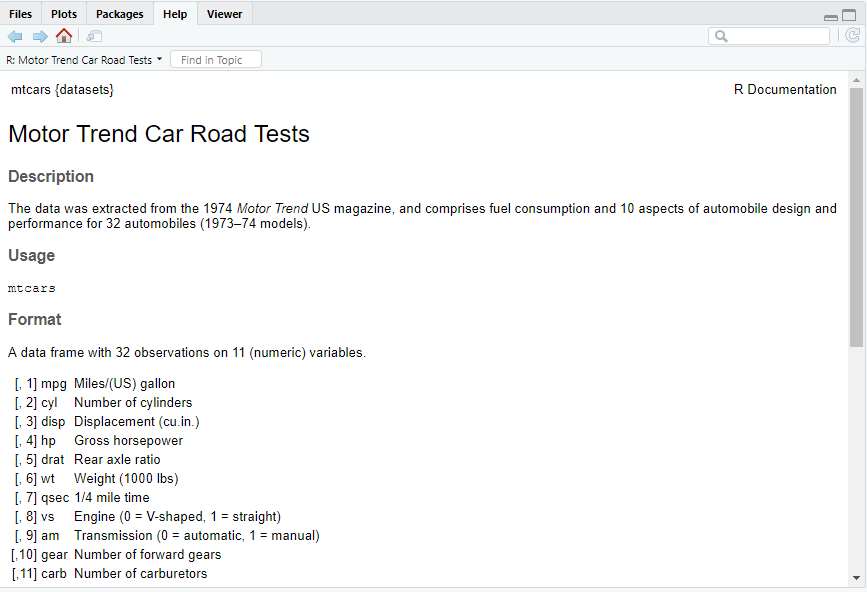 Files Plots Packages Help Viewer
R: Motor Trend Car Road Tests Find in Topic
mtcars {datasets} R Documentation
Motor Trend Car Road Tests
Description
The data was extracted from the 1974 Motor Trend US magazine, and comprises fuel consumption and 10 aspects of automobile design and
performance for 32 automobiles (1973–74 models).
Usage
mtcars
Format
A data frame with 32 observations on 11 (numeric) variables.
[, 1] mpg Miles/(US) gallon
[, 2] cyl Number of cylinders
[, 3] disp Displacement (cu.in.)
[, 4] hp Gross horsepower
[, 5] drat Rear axle ratio
[, 6] wt Weight (1000 lbs)
[, 7] qsec 1/4 mile time
[, 8] vs Engine (0 = V-shaped, 1 = straight)
[, 9] am Transmission (0 = automatic, 1 = manual)
[,10] gear Number of forward gears
[,11] carb Number of carburetors